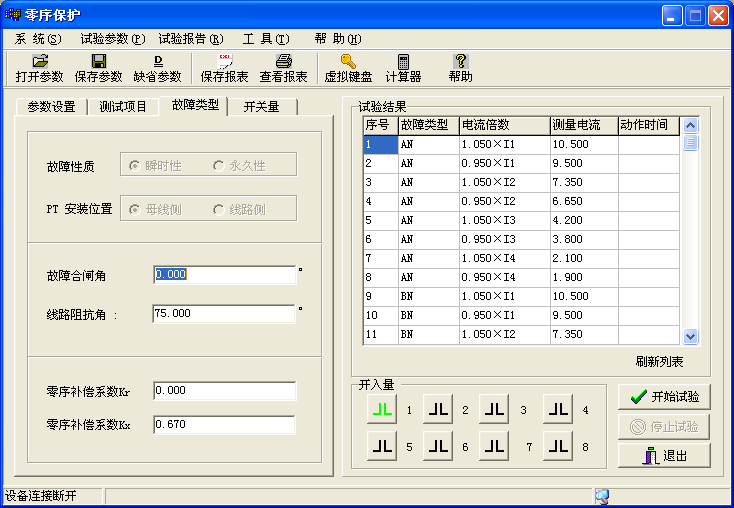 零序保护
系 统(S) 试验参数(P) 试验报告(R) 工 具(T) 帮 助(H)
打开参数 保存参数 缺省参数 保存报表 查看报表 虚拟键盘 计算器 帮助
参数设置 测试项目 故障类型 开关量
故障性质 瞬时性 永久性
PT 安装位置 母线侧 线路侧
故障合闸角 0.000 °
线路阻抗角 : 75.000 °
零序补偿系数Kr 0.000
零序补偿系数Kx 0.670
试验结果
序号 故障类型 电流倍数 测量电流 动作时间
1 AN 1.050×I1 10.500
2 AN 0.950×I1 9.500
3 AN 1.050×I2 7.350
4 AN 0.950×I2 6.650
5 AN 1.050×I3 4.200
6 AN 0.950×I3 3.800
7 AN 1.050×I4 2.100
8 AN 0.950×I4 1.900
9 BN 1.050×I1 10.500
10 BN 0.950×I1 9.500
11 BN 1.050×I2 7.350
刷新列表
开入量
1 2 3 4
5 6 7 8
开始试验
停止试验
退出
设备连接断开